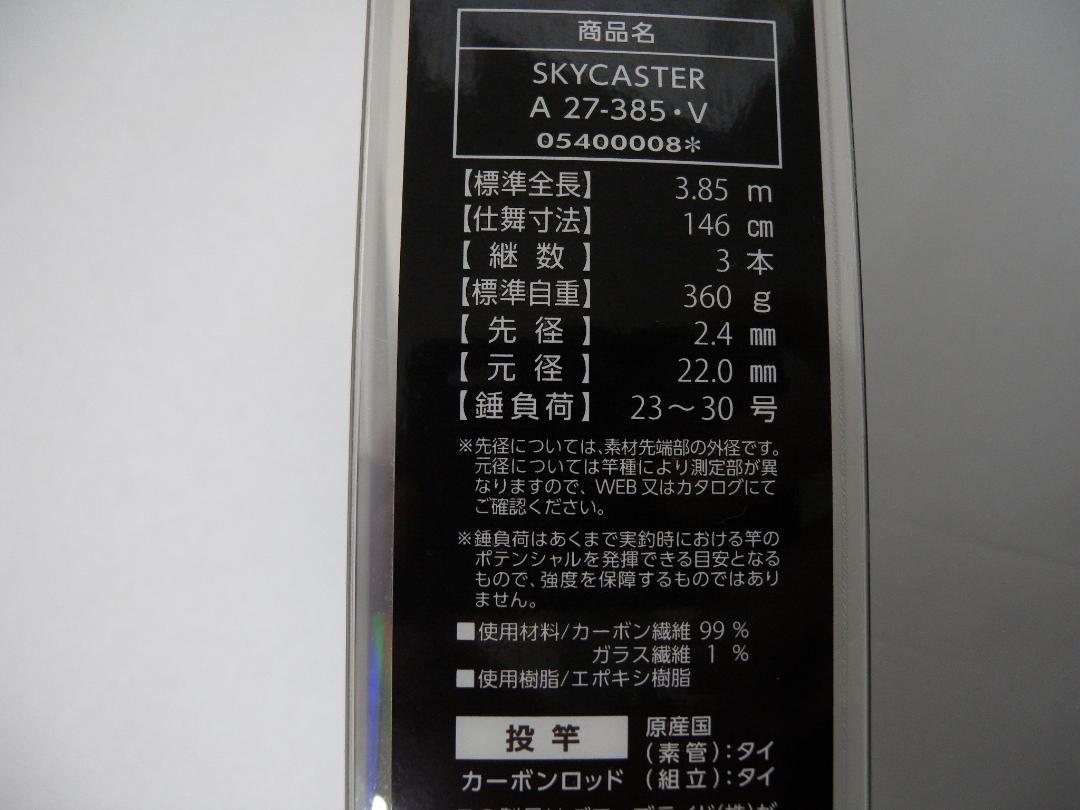 商品名
SKYCASTER
A 27-385・V
05400008*
【標準全長】 3.85 m
【仕舞寸法】 146 ㎝
【継数】 3 本
【標準自重】 360 g
【先径】 2.4 ㎜
【元径】 22.0 ㎜
【錘負荷】 23～30 号
※先径については、素材先端部の外径です。
元径については竿種により測定部が異
なりますので、WEB又はカタログにて
ご確認ください。
※錘負荷はあくまで実釣時における竿の
ポテンシャルを発揮できる目安となる
もので、強度を保障するものではあり
ません。
■使用材料/カーボン繊維 99 %
ガラス繊維 1 %
■使用樹脂/エポキシ樹脂
投竿 原産国
(素管):タイ
カーボンロッド (組立):タイ